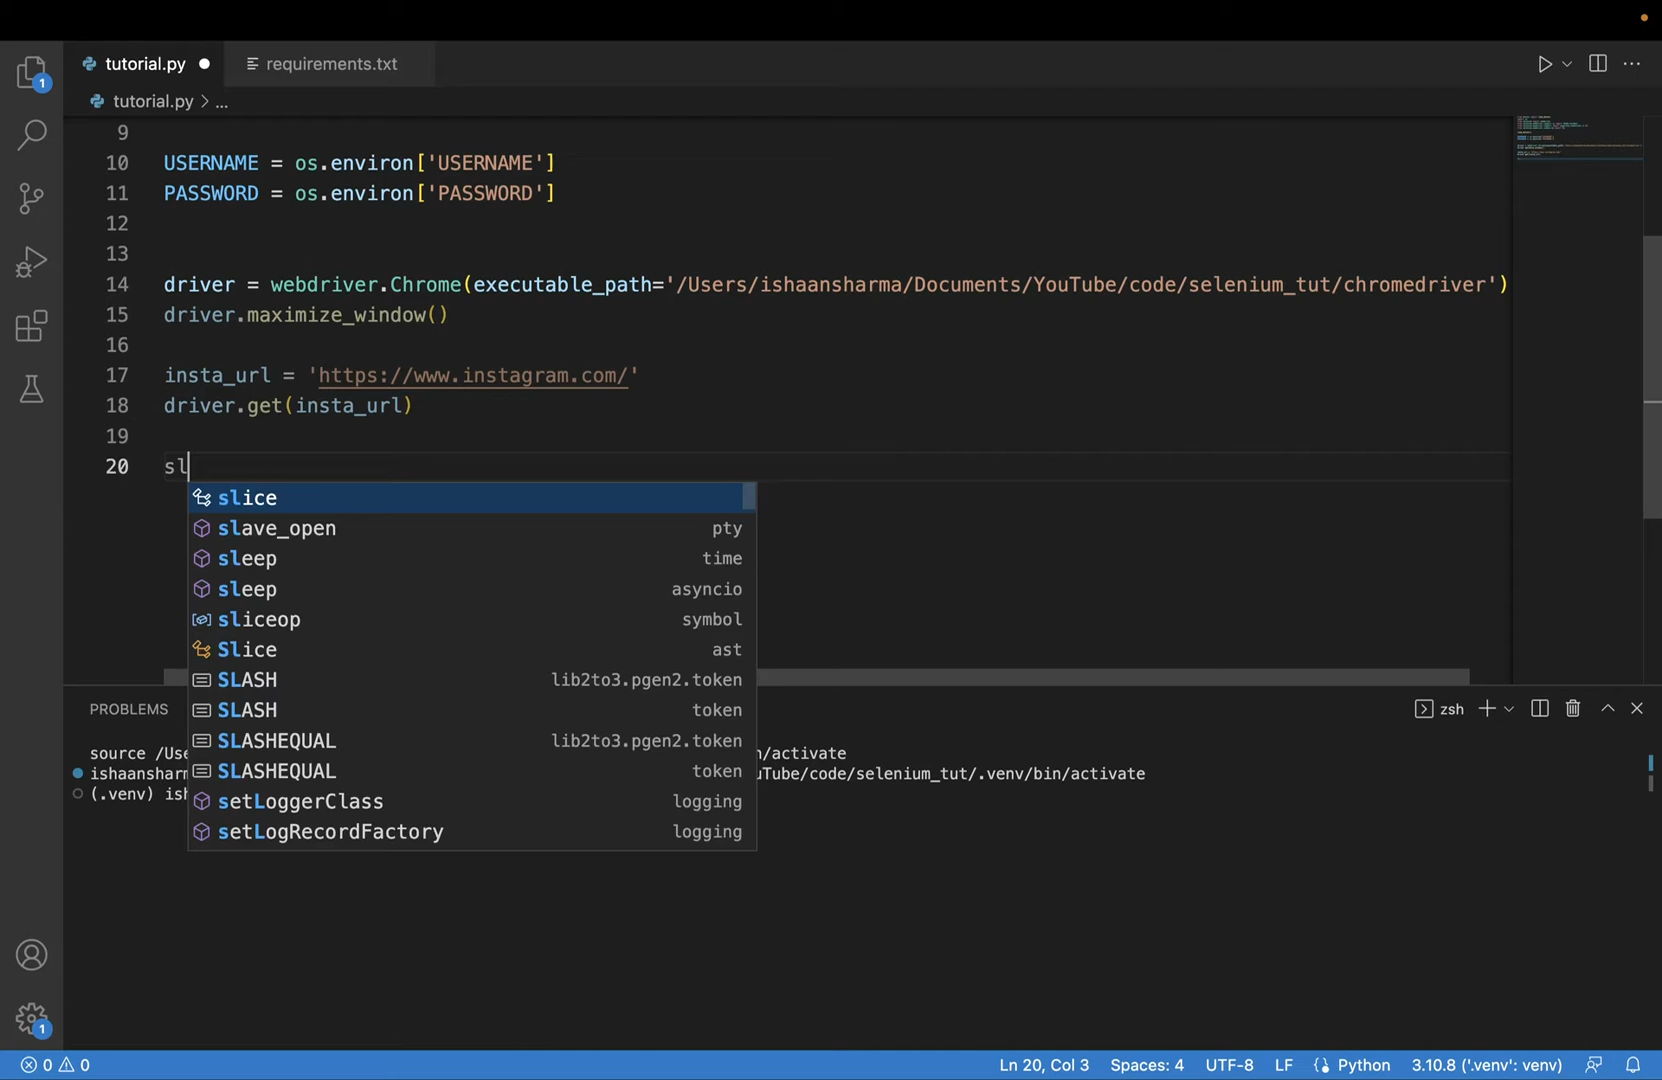 1
tutorial.py
requirements.txt
tutorial.py > ...
9
10 USERNAME = os.environ['USERNAME']
11 PASSWORD = os.environ['PASSWORD']
12
13
14 driver = webdriver.Chrome(executable_path='/Users/ishaansharma/Documents/YouTube/code/selenium_tut/chromedriver')
15 driver.maximize_window()
16
17 insta_url = 'https://www.instagram.com/'
18 driver.get(insta_url)
19
20 sl
slice
slave_open pty
sleep time
sleep asyncio
sliceop symbol
Slice ast
SLASH lib2to3.pgen2.token
SLASH token
SLASHEQUAL lib2to3.pgen2.token
SLASHEQUAL token
setLoggerClass logging
setLogRecordFactory logging
PROBLEMS
zsh
source /Use n/activate
ishaansharm uTube/code/selenium_tut/.venv/bin/activate
(.venv) ish
1
0 0
Ln 20, Col 3 Spaces: 4 UTF-8 LF Python 3.10.8 ('.venv': venv)